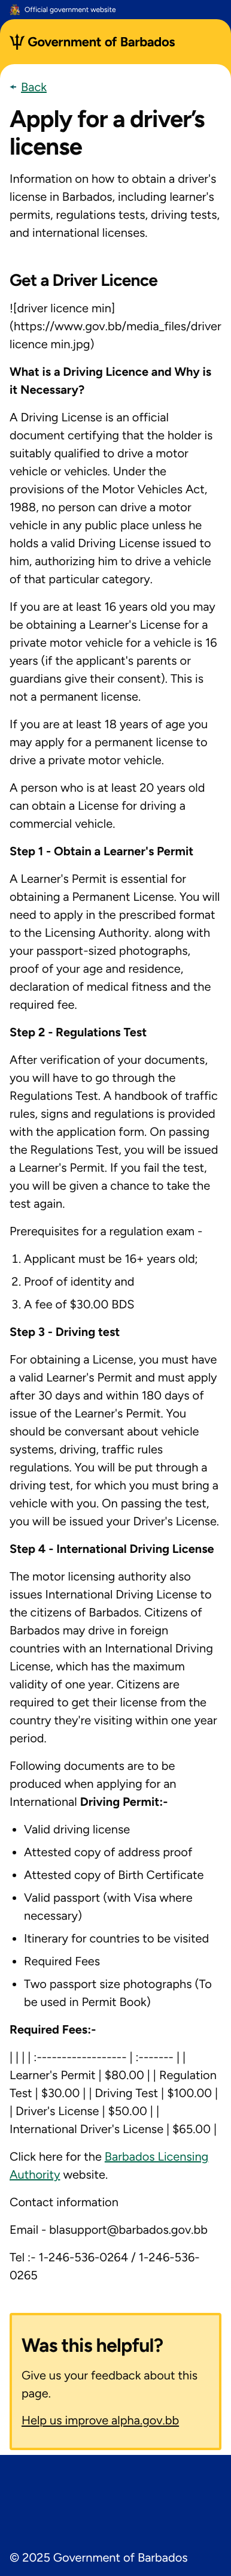 Official government website
Government of Barbados
Back
Apply for a driver’s
license
Information on how to obtain a driver's
license in Barbados, including learner's
permits, regulations tests, driving tests,
and international licenses.
Get a Driver Licence
![driver licence min]
(https://www.gov.bb/media_files/driver
licence min.jpg)
What is a Driving Licence and Why is
it Necessary?
A Driving License is an official
document certifying that the holder is
suitably qualified to drive a motor
vehicle or vehicles. Under the
provisions of the Motor Vehicles Act,
1988, no person can drive a motor
vehicle in any public place unless he
holds a valid Driving License issued to
him, authorizing him to drive a vehicle
of that particular category.
If you are at least 16 years old you may
be obtaining a Learner's License for a
private motor vehicle for a vehicle is 16
years (if the applicant's parents or
guardians give their consent). This is
not a permanent license.
If you are at least 18 years of age you
may apply for a permanent license to
drive a private motor vehicle.
A person who is at least 20 years old
can obtain a License for driving a
commercial vehicle.
Step 1 - Obtain a Learner's Permit
A Learner's Permit is essential for
obtaining a Permanent License. You will
need to apply in the prescribed format
to the Licensing Authority. along with
your passport-sized photographs,
proof of your age and residence,
declaration of medical fitness and the
required fee.
Step 2 - Regulations Test
After verification of your documents,
you will have to go through the
Regulations Test. A handbook of traffic
rules, signs and regulations is provided
with the application form. On passing
the Regulations Test, you will be issued
a Learner's Permit. If you fail the test,
you will be given a chance to take the
test again.
Prerequisites for a regulation exam -
1. Applicant must be 16+ years old;
2. Proof of identity and
3. A fee of $30.00 BDS
Step 3 - Driving test
For obtaining a License, you must have
a valid Learner's Permit and must apply
after 30 days and within 180 days of
issue of the Learner's Permit. You
should be conversant about vehicle
systems, driving, traffic rules
regulations. You will be put through a
driving test, for which you must bring a
vehicle with you. On passing the test,
you will be issued your Driver's License.
Step 4 - International Driving License
The motor licensing authority also
issues International Driving License to
the citizens of Barbados. Citizens of
Barbados may drive in foreign
countries with an International Driving
License, which has the maximum
validity of one year. Citizens are
required to get their license from the
country they're visiting within one year
period.
Following documents are to be
produced when applying for an
International Driving Permit:-
• Valid driving license
• Attested copy of address proof
• Attested copy of Birth Certificate
• Valid passport (with Visa where
necessary)
• Itinerary for countries to be visited
• Required Fees
• Two passport size photographs (To
be used in Permit Book)
Required Fees:-
| | | | :------------------ | :------- | |
Learner's Permit | $80.00 | | Regulation
Test | $30.00 | | Driving Test | $100.00 |
| Driver's License | $50.00 | |
International Driver's License | $65.00 |
Click here for the Barbados Licensing
Authority website.
Contact information
Email - blasupport@barbados.gov.bb
Tel :- 1-246-536-0264 / 1-246-536-
0265
Was this helpful?
Give us your feedback about this
page.
Help us improve alpha.gov.bb
© 2025 Government of Barbados